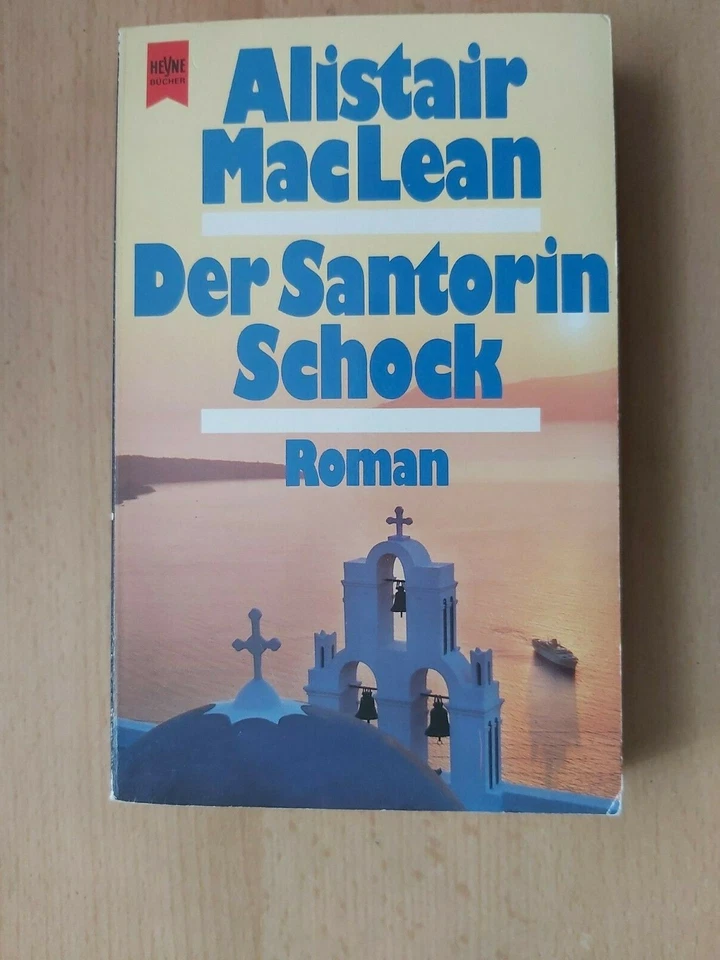 HEYNE
BÜCHER
Alistair
MacLean
Der Santorin
Schock
Roman